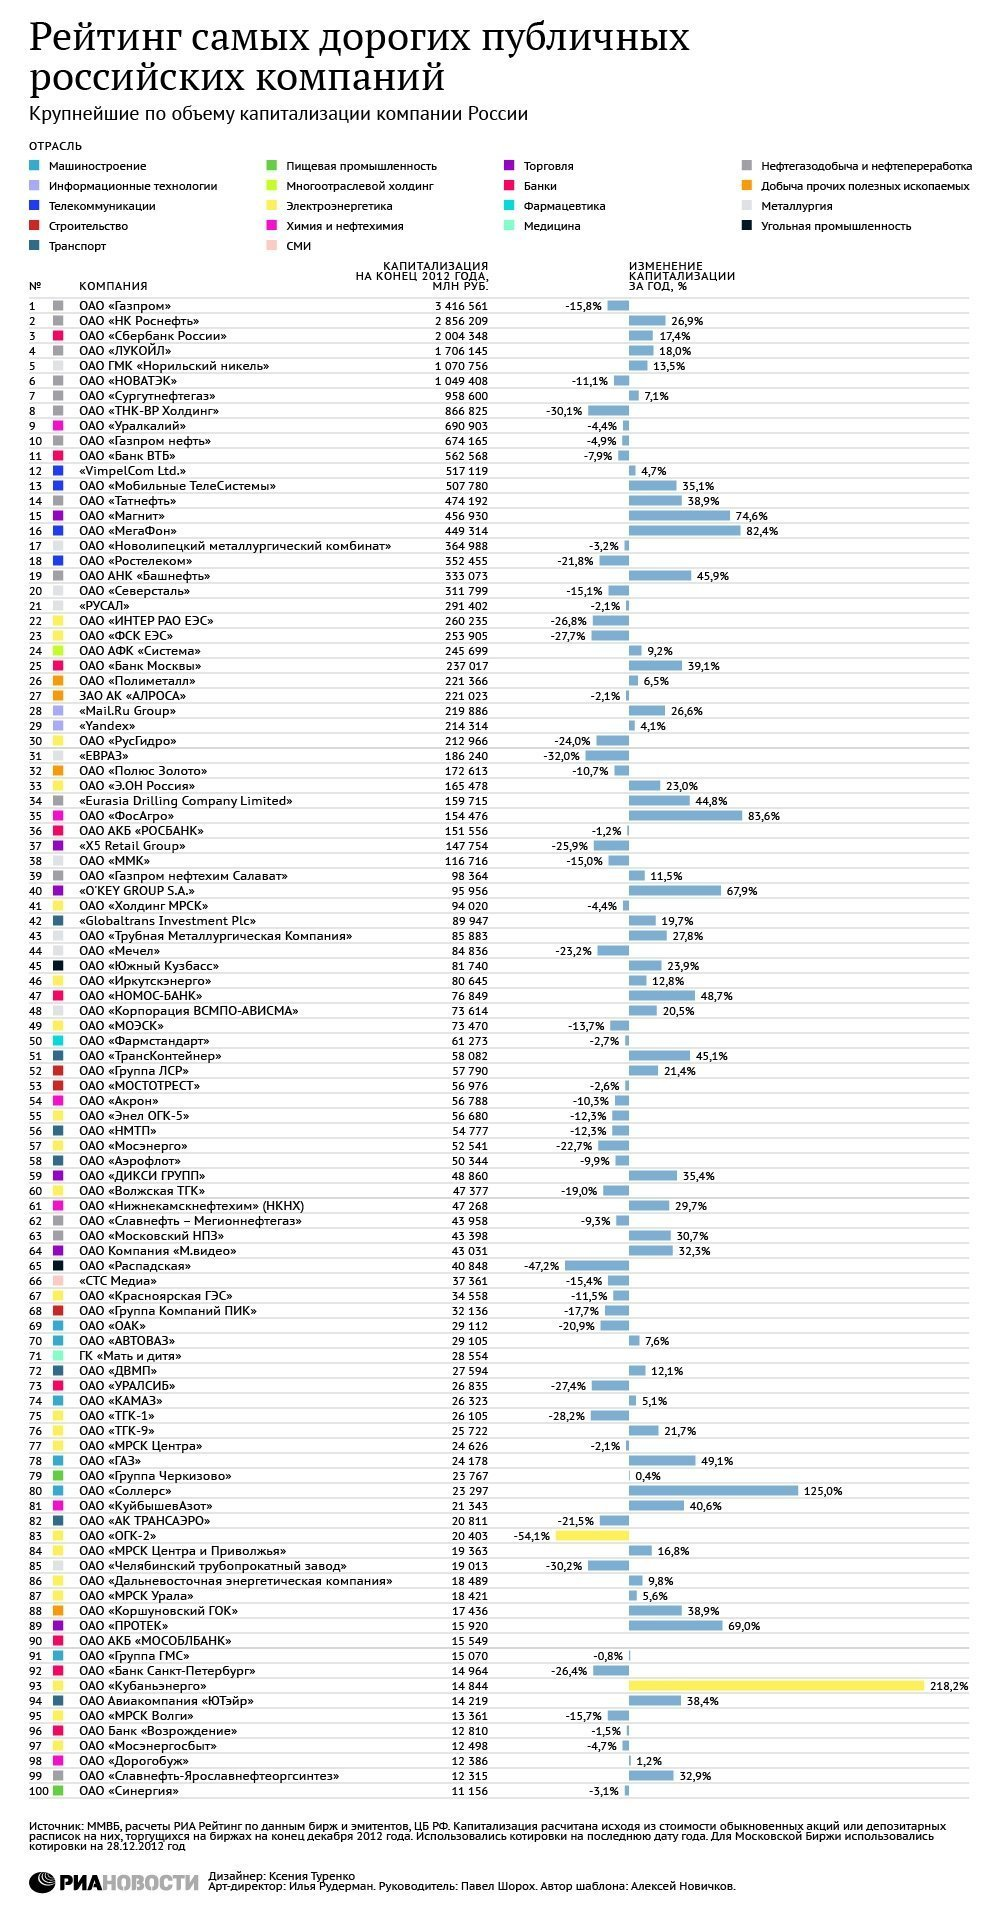 Рейтинг самых дорогих публичных
российских компаний
Крупнейшие по объему капитализации компании России
ОТРАСЛЬ
Машиностроение Пищевая промышленность Торговля Нефтегазодобыча и нефтепереработка
Информационные технологии Многоотраслевой холдинг Банки Добыча прочих полезных ископаемых
Телекоммуникации Электроэнергетика Фармацевтика Металлургия
Строительство Химия и нефтехимия Медицина Угольная промышленность
Транспорт СМИ
№ КОМПАНИЯ КАПИТАЛИЗАЦИЯ НА КОНЕЦ 2012 ГОДА, МЛН РУБ. ИЗМЕНЕНИЕ КАПИТАЛИЗАЦИИ ЗА ГОД, %
1 ОАО «Газпром» 3 416 561 -15,8%
2 ОАО «НК Роснефть» 2 856 209 26,9%
3 ОАО «Сбербанк России» 2 004 348 17,4%
4 ОАО «ЛУКОЙЛ» 1 706 145 18,0%
5 ОАО ГМК «Норильский никель» 1 070 756 13,5%
6 ОАО «НОВАТЭК» 1 049 408 -11,1%
7 ОАО «Сургутнефтегаз» 958 600 7,1%
8 ОАО «ТНК-ВР Холдинг» 866 825 -30,1%
9 ОАО «Уралкалий» 690 903 -4,4%
10 ОАО «Газпром нефть» 674 165 -4,9%
11 ОАО «Банк ВТБ» 562 568 -7,9%
12 «VimpelCom Ltd.» 517 119 4,7%
13 ОАО «Мобильные ТелеСистемы» 507 780 35,1%
14 ОАО «Татнефть» 474 192 38,9%
15 ОАО «Магнит» 456 930 74,6%
16 ОАО «МегаФон» 449 314 82,4%
17 ОАО «Новолипецкий металлургический комбинат» 364 988 -3,2%
18 ОАО «Ростелеком» 352 455 -21,8%
19 ОАО АНК «Башнефть» 333 073 45,9%
20 ОАО «Северсталь» 311 799 -15,1%
21 «РУСАЛ» 291 402 -2,1%
22 ОАО «ИНТЕР РАО ЕЭС» 260 235 -26,8%
23 ОАО «ФСК ЕЭС» 253 905 -27,7%
24 ОАО АФК «Система» 245 699 9,2%
25 ОАО «Банк Москвы» 237 017 39,1%
26 ОАО «Полиметалл» 221 366 6,5%
27 ЗАО АК «АЛРОСА» 221 023 -2,1%
28 «Mail.Ru Group» 219 886 26,6%
29 «Yandex» 214 314 4,1%
30 ОАО «РусГидро» 212 966 -24,0%
31 «ЕВРАЗ» 186 240 -32,0%
32 ОАО «Полюс Золото» 172 613 -10,7%
33 ОАО «Э.ОН Россия» 165 478 23,0%
34 «Eurasia Drilling Company Limited» 159 715 44,8%
35 ОАО «ФосАгро» 154 476 83,6%
36 ОАО АКБ «РОСБАНК» 151 556 -1,2%
37 «X5 Retail Group» 147 754 -25,9%
38 ОАО «ММК» 116 716 -15,0%
39 ОАО «Газпром нефтехим Салават» 98 364 11,5%
40 «O'KEY GROUP S.A.» 95 956 67,9%
41 ОАО «Холдинг МРСК» 94 020 -4,4%
42 «Globaltrans Investment Plc» 89 947 19,7%
43 ОАО «Трубная Металлургическая Компания» 85 883 27,8%
44 ОАО «Мечел» 84 836 -23,2%
45 ОАО «Южный Кузбасс» 81 740 23,9%
46 ОАО «Иркутскэнерго» 80 645 12,8%
47 ОАО «НОМОС-БАНК» 76 849 48,7%
48 ОАО «Корпорация ВСМПО-АВИСМА» 73 614 20,5%
49 ОАО «МОЭСК» 73 470 -13,7%
50 ОАО «Фармстандарт» 61 273 -2,7%
51 ОАО «ТрансКонтейнер» 58 082 45,1%
52 ОАО «Группа ЛСР» 57 790 21,4%
53 ОАО «МОСТОТРЕСТ» 56 976 -2,6%
54 ОАО «Акрон» 56 788 -10,3%
55 ОАО «Энел ОГК-5» 56 680 -12,3%
56 ОАО «НМТП» 54 777 -12,3%
57 ОАО «Мосэнерго» 52 541 -22,7%
58 ОАО «Аэрофлот» 50 344 -9,9%
59 ОАО «ДИКСИ ГРУПП» 48 860 35,4%
60 ОАО «Волжская ТГК» 47 377 -19,0%
61 ОАО «Нижнекамскнефтехим» (НКНХ) 47 268 29,7%
62 ОАО «Славнефть – Мегионнефтегаз» 43 958 -9,3%
63 ОАО «Московский НПЗ» 43 398 30,7%
64 ОАО Компания «М.видео» 43 031 32,3%
65 ОАО «Распадская» 40 848 -47,2%
66 «СТС Медиа» 37 361 -15,4%
67 ОАО «Красноярская ГЭС» 34 558 -11,5%
68 ОАО «Группа Компаний ПИК» 32 136 -17,7%
69 ОАО «ОАК» 29 112 -20,9%
70 ОАО «АВТОВАЗ» 29 105 7,6%
71 ГК «Мать и дитя» 28 554
72 ОАО «ДВМП» 27 594 12,1%
73 ОАО «УРАЛСИБ» 26 835 -27,4%
74 ОАО «КАМАЗ» 26 323 5,1%
75 ОАО «ТГК-1» 26 105 -28,2%
76 ОАО «ТГК-9» 25 722 21,7%
77 ОАО «МРСК Центра» 24 626 -2,1%
78 ОАО «ГАЗ» 24 178 49,1%
79 ОАО «Группа Черкизово» 23 767 0,4%
80 ОАО «Соллерс» 23 297 125,0%
81 ОАО «КуйбышевАзот» 21 343 40,6%
82 ОАО «АК ТРАНСАЭРО» 20 811 -21,5%
83 ОАО «ОГК-2» 20 403 -54,1%
84 ОАО «МРСК Центра и Приволжья» 19 363 16,8%
85 ОАО «Челябинский трубопрокатный завод» 19 013 -30,2%
86 ОАО «Дальневосточная энергетическая компания» 18 489 9,8%
87 ОАО «МРСК Урала» 18 421 5,6%
88 ОАО «Коршуновский ГОК» 17 436 38,9%
89 ОАО «ПРОТЕК» 15 920 69,0%
90 ОАО АКБ «МОСОБЛБАНК» 15 549
91 ОАО «Группа ГМС» 15 070 -0,8%
92 ОАО «Банк Санкт-Петербург» 14 964 -26,4%
93 ОАО «Кубаньэнерго» 14 844 218,2%
94 ОАО Авиакомпания «ЮТэйр» 14 219 38,4%
95 ОАО «МРСК Волги» 13 361 -15,7%
96 ОАО Банк «Возрождение» 12 810 -1,5%
97 ОАО «Мосэнергосбыт» 12 498 -4,7%
98 ОАО «Дорогобуж» 12 386 1,2%
99 ОАО «Славнефть-Ярославнефтеоргсинтез» 12 315 32,9%
100 ОАО «Синергия» 11 156 -3,1%
Источник: ММВБ, расчеты РИА Рейтинг по данным бирж и эмитентов, ЦБ РФ. Капитализация расчитана исходя из стоимости обыкновенных акций или депозитарных
расписок на них, торгущихся на биржах на конец декабря 2012 года. Использовались котировки на последнюю дату года. Для Московской Биржи использовались
котировки на 28.12.2012 год
РИАНОВОСТИ
Дизайнер: Ксения Туренко
Арт-директор: Илья Рудерман. Руководитель: Павел Шорох. Автор шаблона: Алексей Новичков.